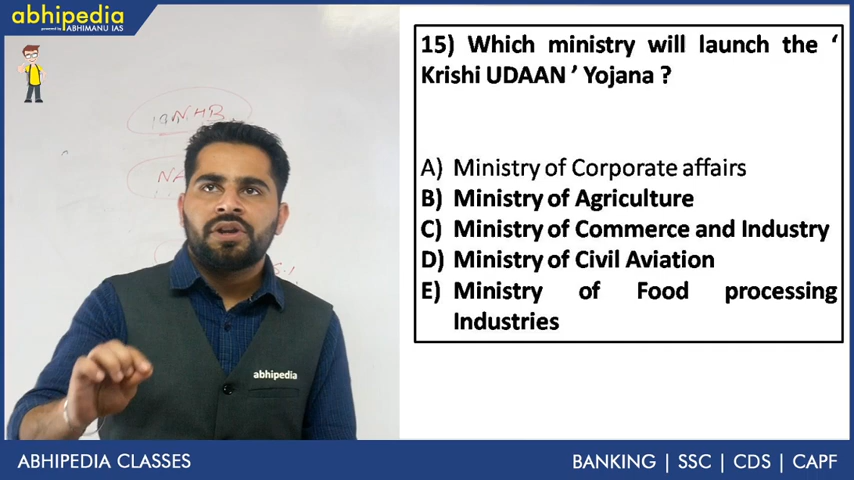 abhipedia
powered by ABHIMANU IAS
15) Which ministry will launch the ‘
Krishi UDAAN ’ Yojana ?
A) Ministry of Corporate affairs
B) Ministry of Agriculture
C) Ministry of Commerce and Industry
D) Ministry of Civil Aviation
E) Ministry of Food processing
Industries
abhipedia
ABHIPEDIA CLASSES
BANKING | SSC | CDS | CAPF